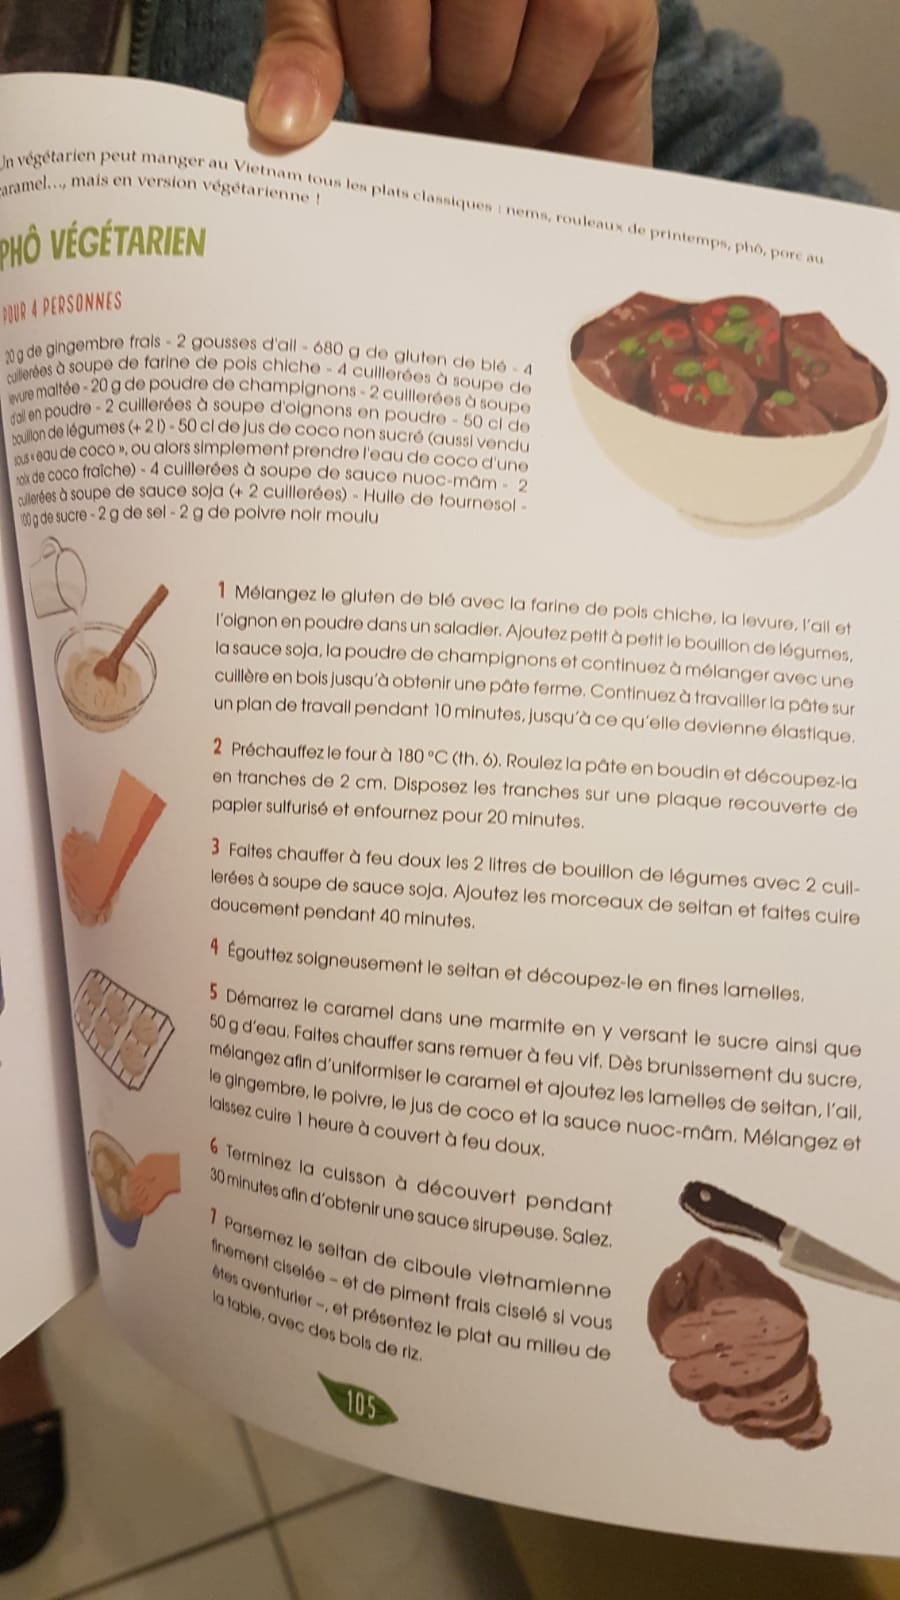 Un végétarien peut manger au Vietnam tous les plats classiques : nems, rouleaux de printemps, phô, porc au
caramel..., mais en version végétarienne !
PHÔ VÉGÉTARIEN
POUR 4 PERSONNES
20 g de gingembre frais - 2 gousses d'ail - 680 g de gluten de blé - 4
cuillerées à soupe de farine de pois chiche - 4 cuillerées à soupe de
levure maltée - 20 g de poudre de champignons - 2 cuillerées à soupe
d'ail en poudre - 2 cuillerées à soupe d'oignons en poudre - 50 cl de
bouillon de légumes (+ 2 l) - 50 cl de jus de coco non sucré (aussi vendu
sous « eau de coco », ou alors simplement prendre l'eau de coco d'une
noix de coco fraîche) - 4 cuillerées à soupe de sauce nuoc-mâm - 2
cuillerées à soupe de sauce soja (+ 2 cuillerées) - Huile de tournesol -
100 g de sucre - 2 g de sel - 2 g de poivre noir moulu
1 Mélangez le gluten de blé avec la farine de pois chiche, la levure, l'ail et
l'oignon en poudre dans un saladier. Ajoutez petit à petit le bouillon de légumes,
la sauce soja, la poudre de champignons et continuez à mélanger avec une
cuillère en bois jusqu'à obtenir une pâte ferme. Continuez à travailler la pâte sur
un plan de travail pendant 10 minutes, jusqu'à ce qu'elle devienne élastique.
2 Préchauffez le four à 180 °C (th. 6). Roulez la pâte en boudin et découpez-la
en tranches de 2 cm. Disposez les tranches sur une plaque recouverte de
papier sulfurisé et enfournez pour 20 minutes.
3 Faites chauffer à feu doux les 2 litres de bouillon de légumes avec 2 cuil-
lerées à soupe de sauce soja. Ajoutez les morceaux de seitan et faites cuire
doucement pendant 40 minutes.
4 Égouttez soigneusement le seitan et découpez-le en fines lamelles.
5 Démarrez le caramel dans une marmite en y versant le sucre ainsi que
50 g d'eau. Faites chauffer sans remuer à feu vif. Dès brunissement du sucre,
mélangez afin d'uniformiser le caramel et ajoutez les lamelles de seitan, l'ail,
le gingembre, le poivre, le jus de coco et la sauce nuoc-mâm. Mélangez et
laissez cuire 1 heure à couvert à feu doux.
6 Terminez la cuisson à découvert pendant
30 minutes afin d'obtenir une sauce sirupeuse. Salez.
7 Parsemez le seitan de ciboule vietnamienne
finement ciselée – et de piment frais ciselé si vous
êtes aventurier –, et présentez le plat au milieu de
la table, avec des bols de riz.
105